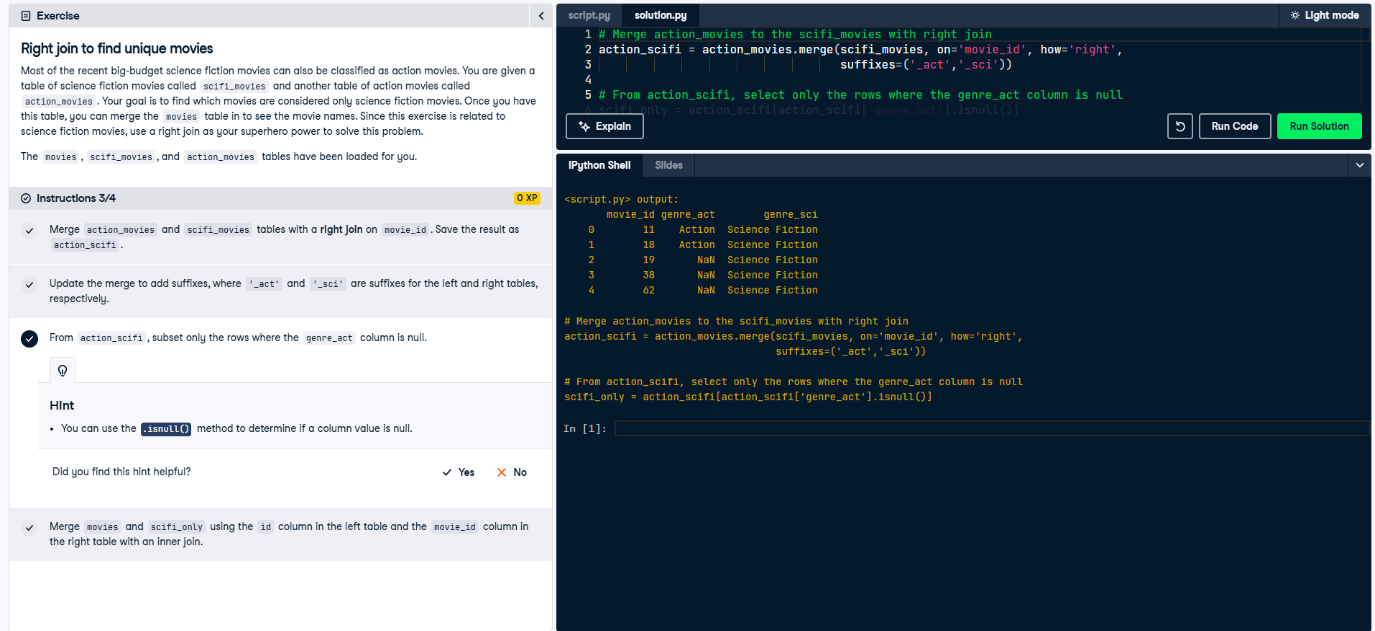 Exercise
Right join to find unique movies
Most of the recent big-budget science fiction movies can also be classified as action movies. You are given a
table of science fiction movies called scifi_movies and another table of action movies called
action_movies . Your goal is to find which movies are considered only science fiction movies. Once you have
this table, you can merge the movies table in to see the movie names. Since this exercise is related to
science fiction movies, use a right join as your superhero power to solve this problem.
The movies , scifi_movies , and action_movies tables have been loaded for you.
Instructions 3/4
0 XP
Merge action_movies and scifi_movies tables with a right join on movie_id . Save the result as
action_scifi .
Update the merge to add suffixes, where '_act' and '_sci' are suffixes for the left and right tables,
respectively.
From action_scifi , subset only the rows where the genre_act column is null.
Hint
• You can use the .isnull() method to determine if a column value is null.
Did you find this hint helpful?
Yes
No
Merge movies and scifi_only using the id column in the left table and the movie_id column in
the right table with an inner join.
script.py
solution.py
Light mode
1 # Merge action_movies to the scifi_movies with right join
2 action_scifi = action_movies.merge(scifi_movies, on='movie_id', how='right',
3 suffixes=('_act','_sci'))
4
5 # From action_scifi, select only the rows where the genre_act column is null
6 scifi_only = action_scifi[action_scifi['genre_act'].isnull()]
Explain
Run Code
Run Solution
IPython Shell
Slides
<script.py> output:
movie_id genre_act genre_sci
0 11 Action Science Fiction
1 18 Action Science Fiction
2 19 NaN Science Fiction
3 38 NaN Science Fiction
4 62 NaN Science Fiction
# Merge action_movies to the scifi_movies with right join
action_scifi = action_movies.merge(scifi_movies, on='movie_id', how='right',
suffixes=('_act','_sci'))
# From action_scifi, select only the rows where the genre_act column is null
scifi_only = action_scifi[action_scifi['genre_act'].isnull()]
In [1]: